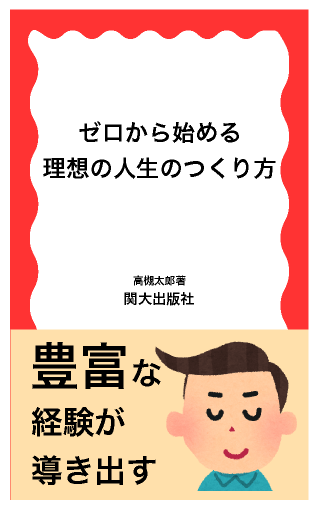 ゼロから始める
理想の人生のつくり方
高槻太郎著
関大出版社
豊富な
経験が
導き出す